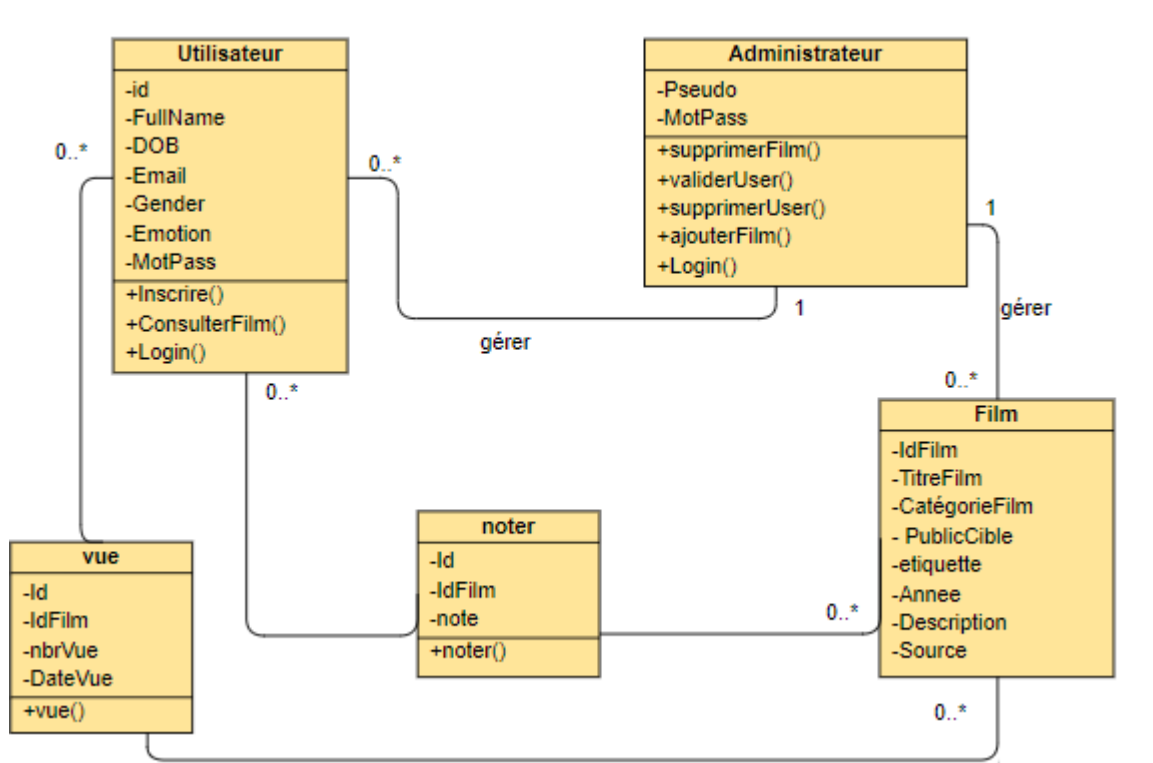 Utilisateur
-id
-FullName
-DOB
-Email
-Gender
-Emotion
-MotPass
+Inscrire()
+ConsulterFilm()
+Login()
0..*
0..*
0..*
Administrateur
-Pseudo
-MotPass
+supprimerFilm()
+validerUser()
+supprimerUser()
+ajouterFilm()
+Login()
1
1
gérer
gérer
0..*
Film
-IdFilm
-TitreFilm
-CatégorieFilm
- PublicCible
-etiquette
-Annee
-Description
-Source
0..*
0..*
noter
-Id
-IdFilm
-note
+noter()
vue
-Id
-IdFilm
-nbrVue
-DateVue
+vue()